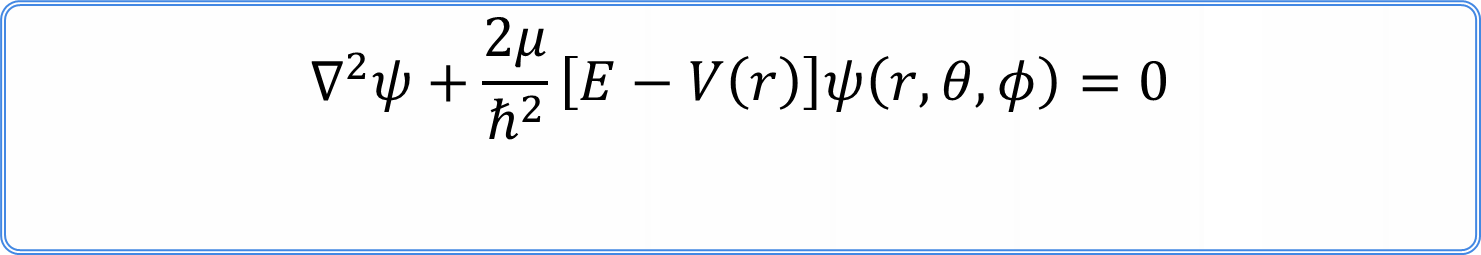 ∇²ψ + 2μ/ℏ² [E − V(r)]ψ(r, θ, ϕ) = 0